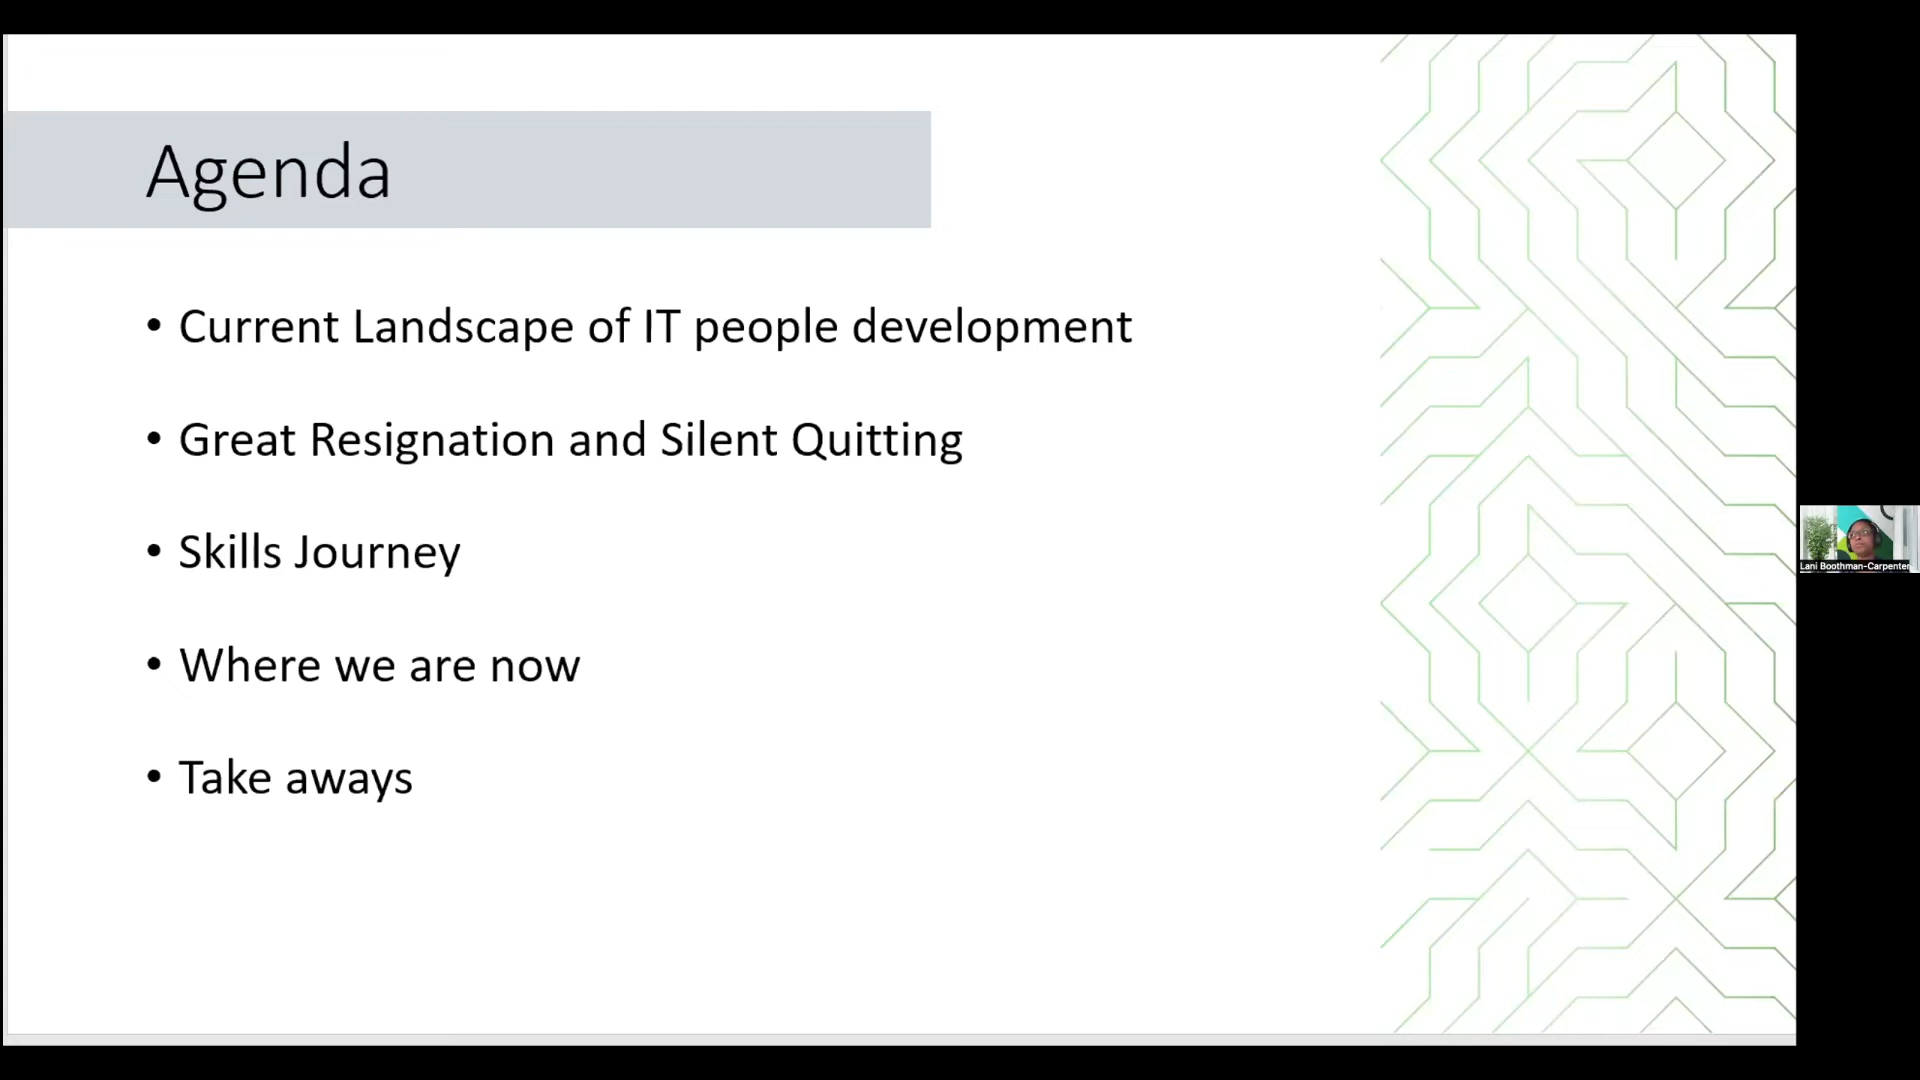 Agenda
• Current Landscape of IT people development
• Great Resignation and Silent Quitting
• Skills Journey
• Where we are now
• Take aways
Lani Boothman-Carpenter